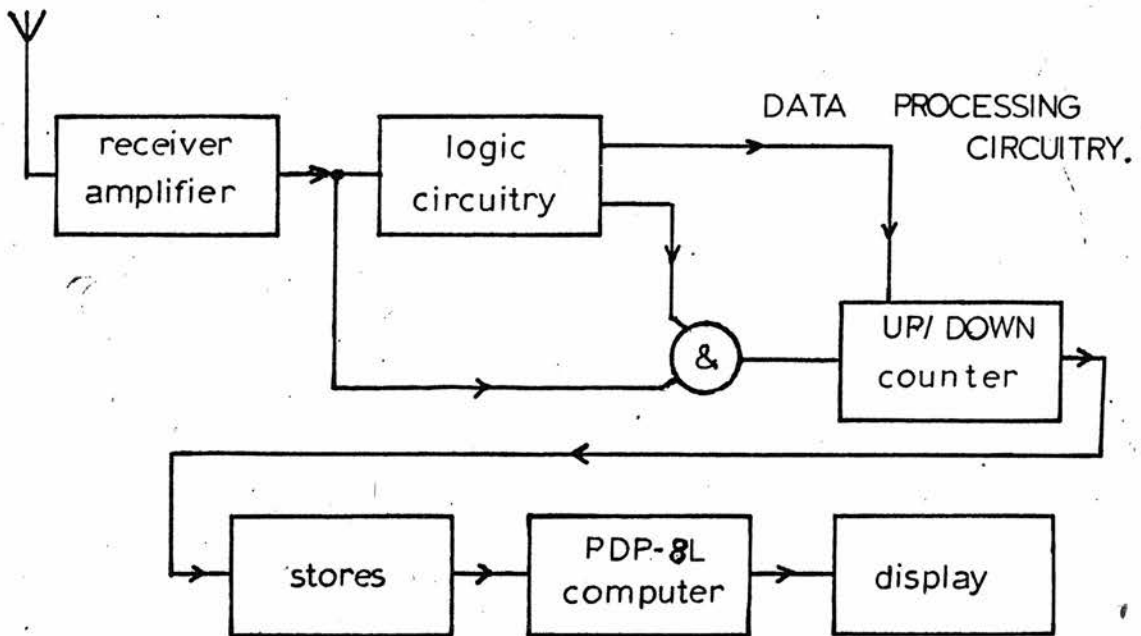 DATA PROCESSING
CIRCUITRY.
receiver
amplifier
logic
circuitry
&
UP/DOWN
counter
stores
PDP-8L
computer
display